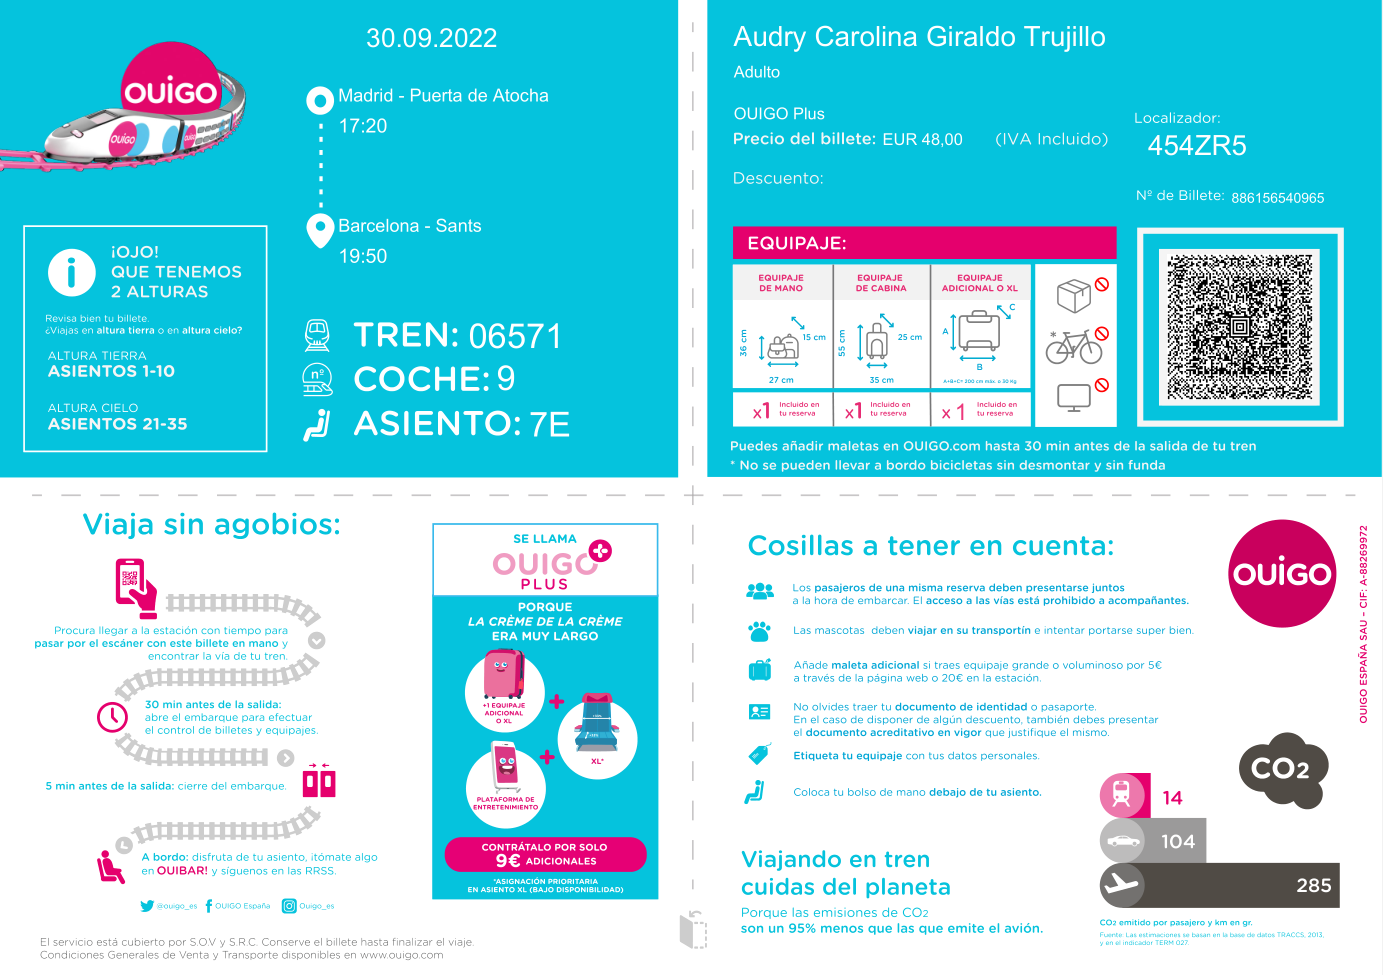 30.09.2022
OUIGO
OUIGO
OUIGO
Madrid - Puerta de Atocha
17:20
Barcelona - Sants
19:50
¡OJO!
QUE TENEMOS
2 ALTURAS
Revisa bien tu billete.
¿Viajas en altura tierra o en altura cielo?
ALTURA TIERRA
ASIENTOS 1-10
ALTURA CIELO
ASIENTOS 21-35
TREN: 06571
nº
COCHE: 9
ASIENTO: 7E
Audry Carolina Giraldo Trujillo
Adulto
OUIGO Plus
Precio del billete: EUR 48,00 (IVA Incluido)
Descuento:
Localizador:
454ZR5
Nº de Billete: 886156540965
EQUIPAJE:
EQUIPAJE
DE MANO
36 cm
15 cm
27 cm
x1 Incluido en
tu reserva
EQUIPAJE
DE CABINA
55 cm
25 cm
35 cm
x1 Incluido en
tu reserva
EQUIPAJE
ADICIONAL O XL
A
B
C
A+B+C= 200 cm máx. o 30 Kg
x 1 Incluido en
tu reserva
*
Puedes añadir maletas en OUIGO.com hasta 30 min antes de la salida de tu tren
* No se pueden llevar a bordo bicicletas sin desmontar y sin funda
Viaja sin agobios:
Procura llegar a la estación con tiempo para
pasar por el escáner con este billete en mano y
encontrar la vía de tu tren.
30 min antes de la salida:
abre el embarque para efectuar
el control de billetes y equipajes.
5 min antes de la salida: cierre del embarque.
A bordo: disfruta de tu asiento, ¡tómate algo
en OUIBAR! y síguenos en las RRSS.
@ouigo_es OUIGO España Ouigo_es
El servicio está cubierto por S.O.V y S.R.C. Conserve el billete hasta finalizar el viaje.
Condiciones Generales de Venta y Transporte disponibles en www.ouigo.com
SE LLAMA
OUIGO
PLUS
PORQUE
LA CRÈME DE LA CRÈME
ERA MUY LARGO
+1 EQUIPAJE
ADICIONAL
O XL
XL*
PLATAFORMA DE
ENTRETENIMIENTO
CONTRÁTALO POR SOLO
9€ ADICIONALES
*ASIGNACIÓN PRIORITARIA
EN ASIENTO XL (BAJO DISPONIBILIDAD)
Cosillas a tener en cuenta:
Los pasajeros de una misma reserva deben presentarse juntos
a la hora de embarcar. El acceso a las vías está prohibido a acompañantes.
Las mascotas deben viajar en su transportín e intentar portarse super bien.
Añade maleta adicional si traes equipaje grande o voluminoso por 5€
a través de la página web o 20€ en la estación.
No olvides traer tu documento de identidad o pasaporte.
En el caso de disponer de algún descuento, también debes presentar
el documento acreditativo en vigor que justifique el mismo.
Etiqueta tu equipaje con tus datos personales.
Coloca tu bolso de mano debajo de tu asiento.
Viajando en tren
cuidas del planeta
Porque las emisiones de CO2
son un 95% menos que las que emite el avión.
OUIGO
OUIGO ESPAÑA SAU – CIF: A-88269972
CO2
14
104
285
CO2 emitido por pasajero y km en gr.
Fuente: Las estimaciones se basan en la base de datos TRACCS, 2013,
y en el indicador TERM 027.